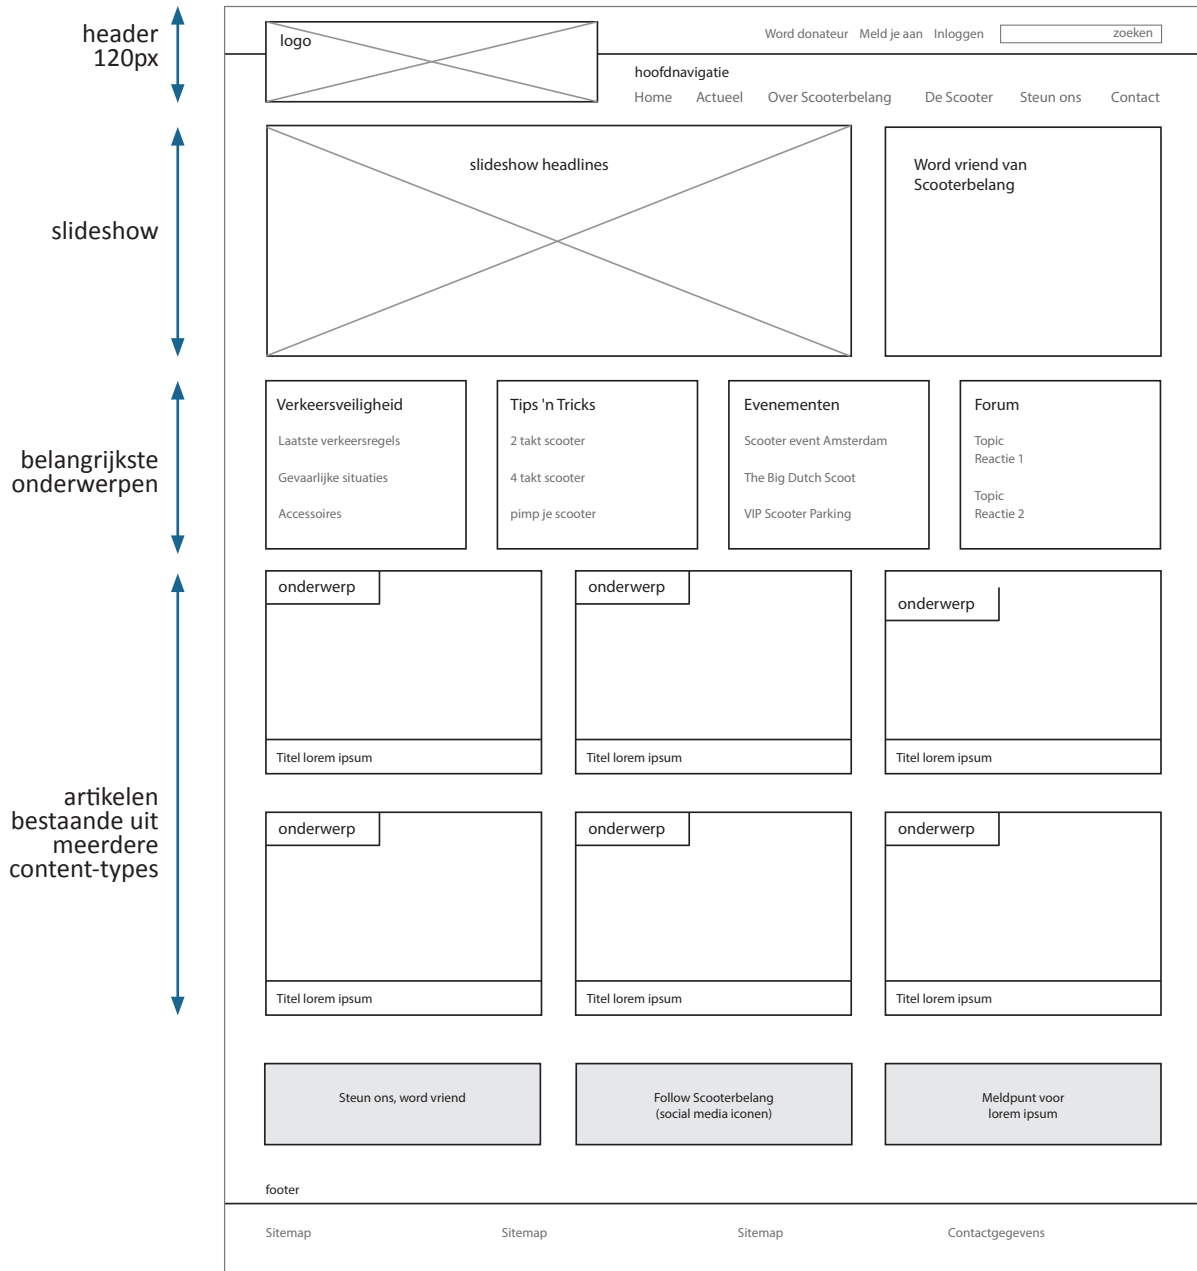 header
120px
logo
Word donateur Meld je aan Inloggen zoeken
hoofdnavigatie
Home Actueel Over Scooterbelang De Scooter Steun ons Contact
slideshow
slideshow headlines
Word vriend van
Scooterbelang
belangrijkste
onderwerpen
Verkeersveiligheid
Laatste verkeersregels
Gevaarlijke situaties
Accessoires
Tips 'n Tricks
2 takt scooter
4 takt scooter
pimp je scooter
Evenementen
Scooter event Amsterdam
The Big Dutch Scoot
VIP Scooter Parking
Forum
Topic
Reactie 1
Topic
Reactie 2
artikelen
bestaande uit
meerdere
content-types
onderwerp
Titel lorem ipsum
onderwerp
Titel lorem ipsum
onderwerp
Titel lorem ipsum
onderwerp
Titel lorem ipsum
onderwerp
Titel lorem ipsum
onderwerp
Titel lorem ipsum
Steun ons, word vriend
Follow Scooterbelang
(social media iconen)
Meldpunt voor
lorem ipsum
footer
Sitemap Sitemap Sitemap Contactgegevens